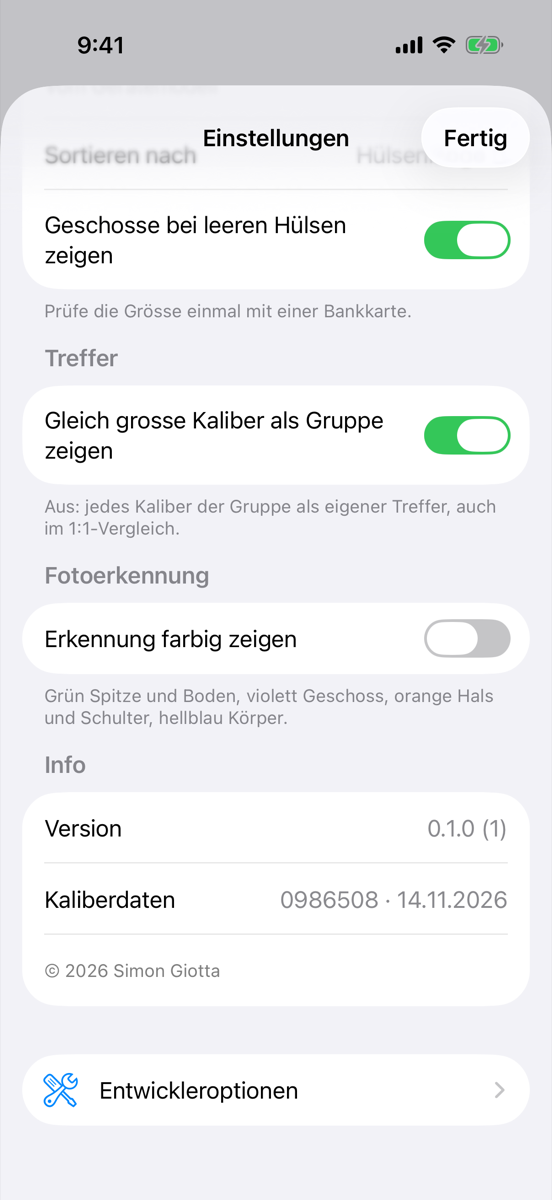 9:41
Einstellungen
Fertig
Sortieren nach
Geschosse bei leeren Hülsen
zeigen
Prüfe die Grösse einmal mit einer Bankkarte.
Treffer
Gleich grosse Kaliber als Gruppe
zeigen
Aus: jedes Kaliber der Gruppe als eigener Treffer, auch
im 1:1-Vergleich.
Fotoerkennung
Erkennung farbig zeigen
Grün Spitze und Boden, violett Geschoss, orange Hals
und Schulter, hellblau Körper.
Info
Version 0.1.0 (1)
Kaliberdaten 0986508 · 14.11.2026
© 2026 Simon Giotta
Entwickleroptionen